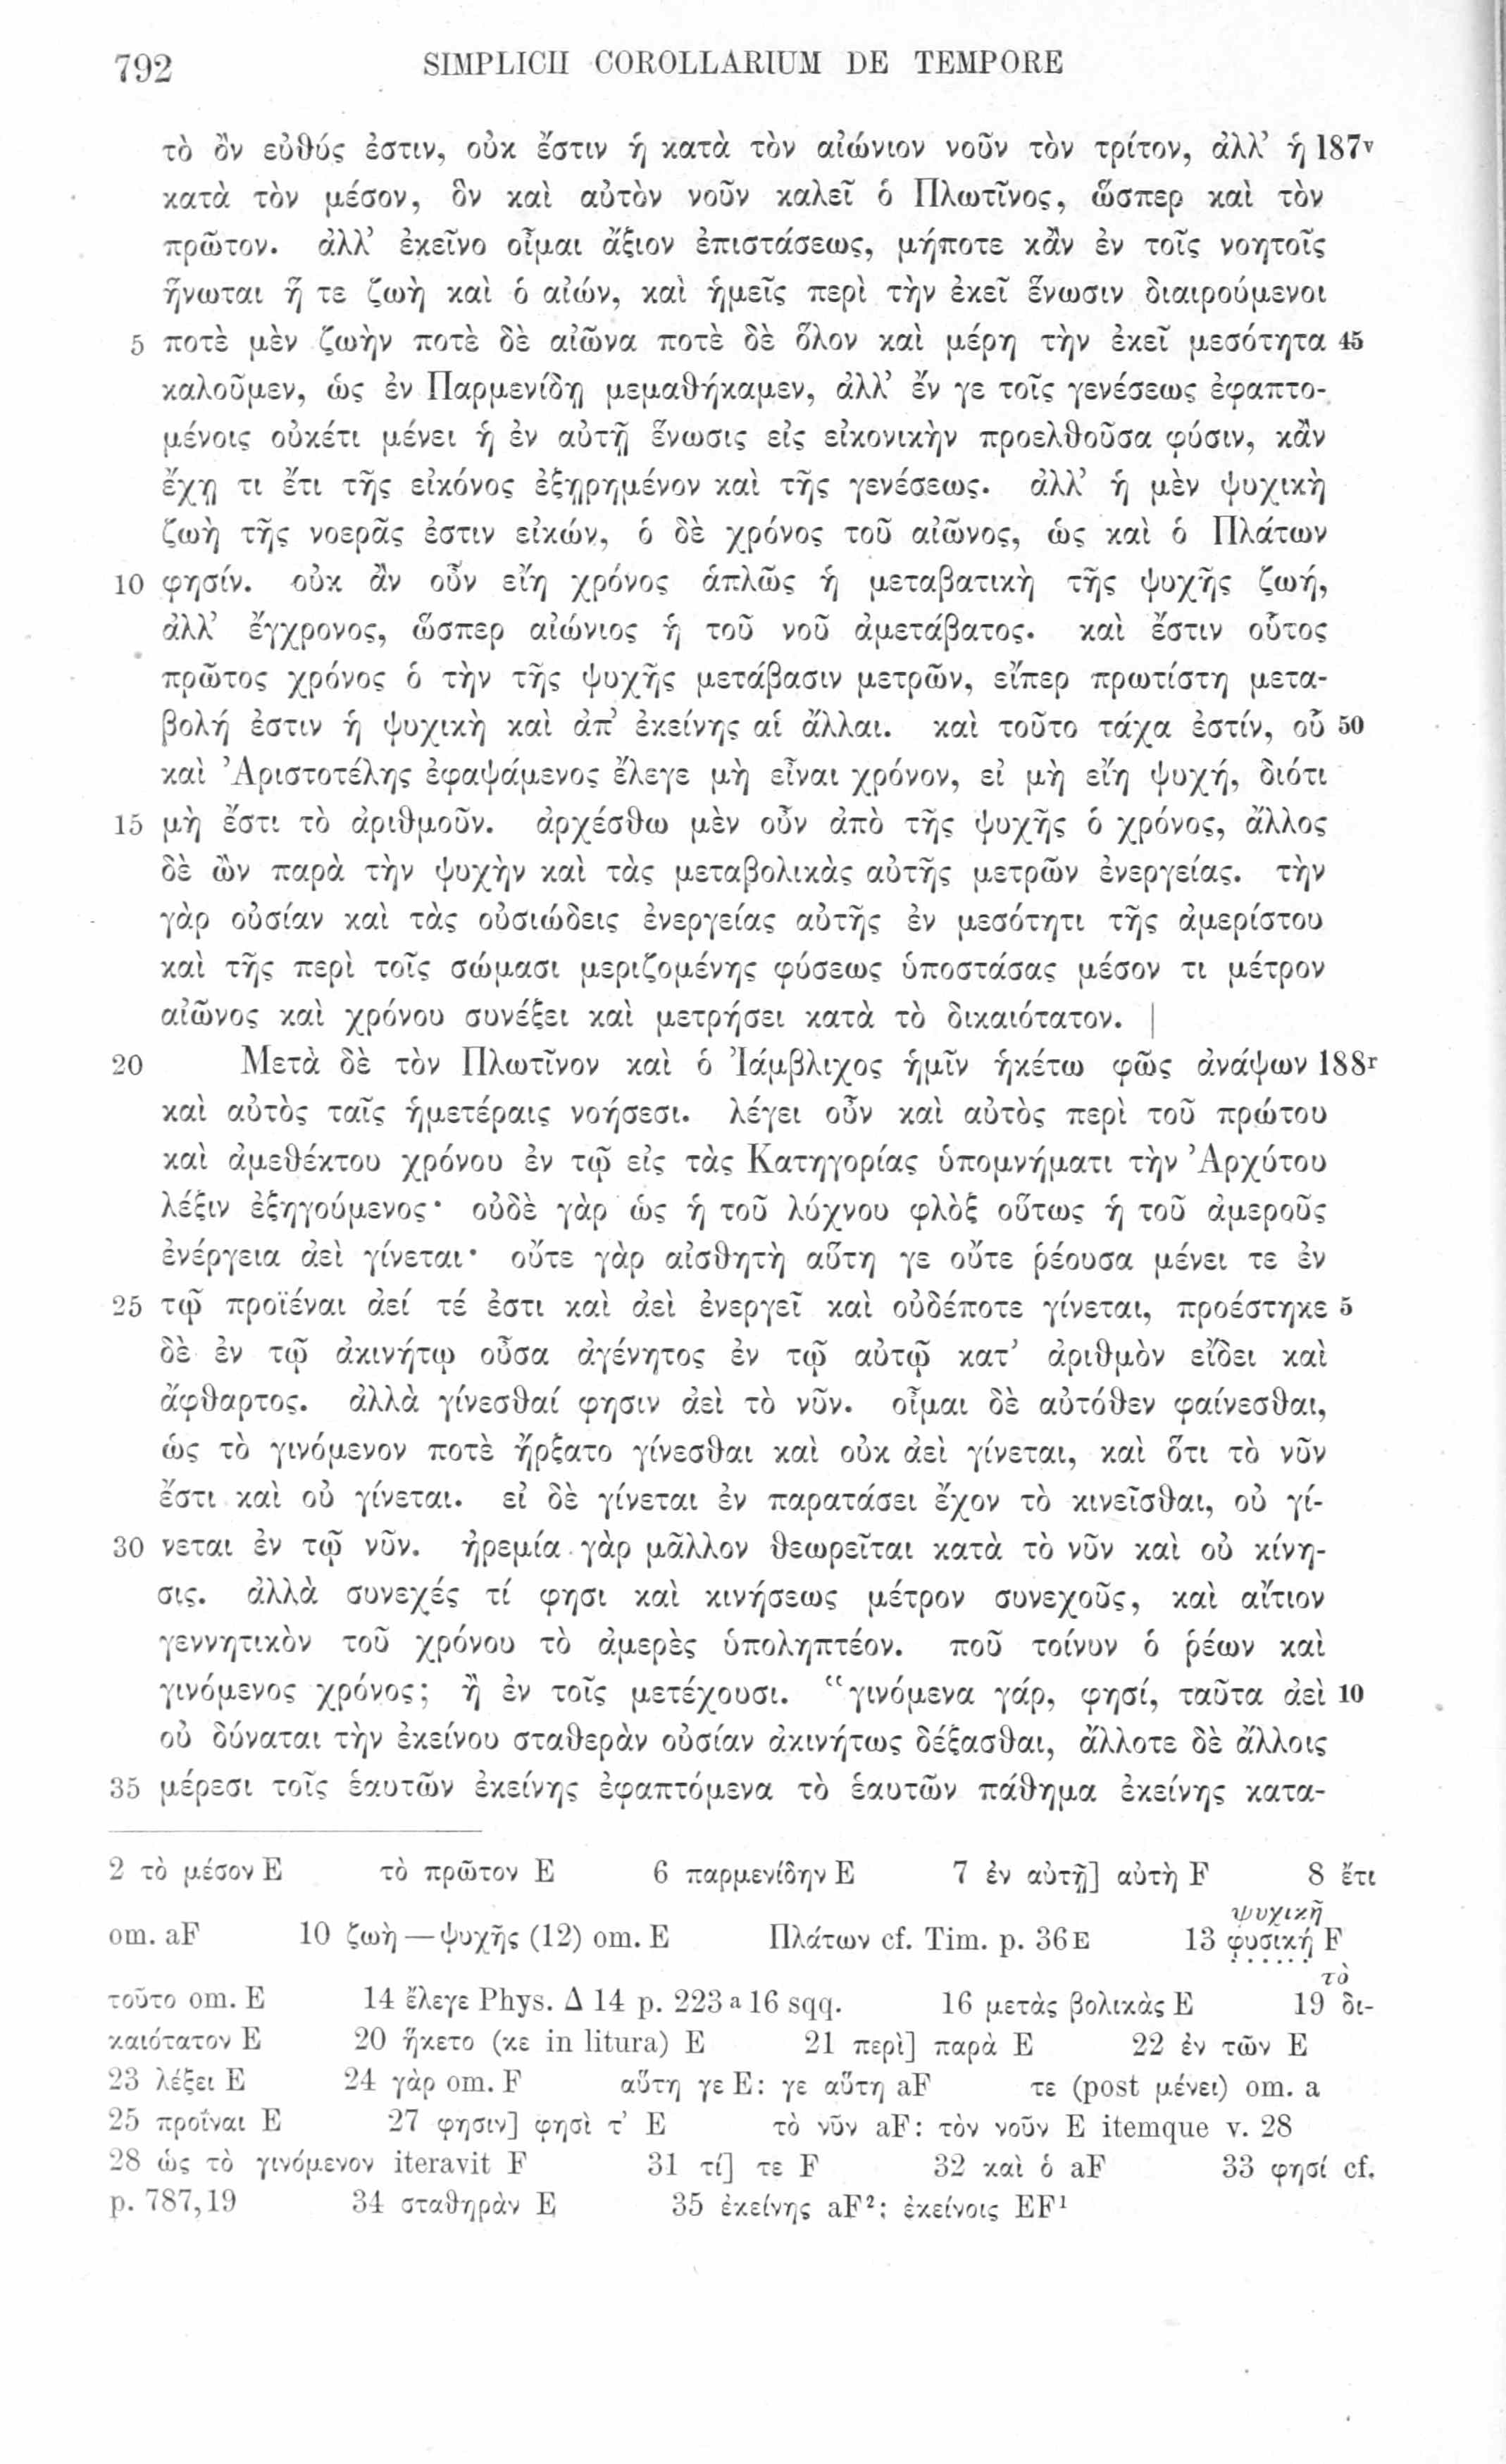 792 SIMPLICII COROLLARIUM DE TEMPORE
τὸ ὂν εὐθύς ἐστιν, οὐκ ἔστιν ἡ κατὰ τὸν αἰώνιον νοῦν τὸν τρίτον, ἀλλ’ ἡ 187v
κατὰ τὸν μέσον, ὃν καὶ αὐτὸν νοῦν καλεῖ ὁ Πλωτῖνος, ὥσπερ καὶ τὸν
πρῶτον. ἀλλ’ ἐκεῖνο οἶμαι ἄξιον ἐπιστάσεως, μήποτε κἂν ἐν τοῖς νοητοῖς
ἥνωται ἥ τε ζωὴ καὶ ὁ αἰών, καὶ ἡμεῖς περὶ τὴν ἐκεῖ ἕνωσιν διαιρούμενοι
5 ποτὲ μὲν ζωὴν ποτὲ δὲ αἰῶνα ποτὲ δὲ ὅλον καὶ μέρη τὴν ἐκεῖ μεσότητα 45
καλοῦμεν, ὡς ἐν Παρμενίδῃ μεμαθήκαμεν, ἀλλ’ ἔν γε τοῖς γενέσεως ἐφαπτο-
μένοις οὐκέτι μένει ἡ ἐν αὐτῇ ἕνωσις εἰς εἰκονικὴν προελθοῦσα φύσιν, κἂν
ἔχῃ τι ἔτι τῆς εἰκόνος ἐξῃρημένον καὶ τῆς γενέσεως. ἀλλ’ ἡ μὲν ψυχικὴ
ζωὴ τῆς νοερᾶς ἐστιν εἰκών, ὁ δὲ χρόνος τοῦ αἰῶνος, ὡς καὶ ὁ Πλάτων
10 φησίν. οὐκ ἂν οὖν εἴη χρόνος ἁπλῶς ἡ μεταβατικὴ τῆς ψυχῆς ζωή,
ἀλλ’ ἔγχρονος, ὥσπερ αἰώνιος ἡ τοῦ νοῦ ἀμετάβατος. καὶ ἔστιν οὗτος
πρῶτος χρόνος ὁ τὴν τῆς ψυχῆς μετάβασιν μετρῶν, εἴπερ πρωτίστη μετα-
βολή ἐστιν ἡ ψυχικὴ καὶ ἀπ’ ἐκείνης αἱ ἄλλαι. καὶ τοῦτο τάχα ἐστίν, οὗ 50
καὶ Ἀριστοτέλης ἐφαψάμενος ἔλεγε μὴ εἶναι χρόνον, εἰ μὴ εἴη ψυχή, διότι
15 μὴ ἔστι τὸ ἀριθμοῦν. ἀρχέσθω μὲν οὖν ἀπὸ τῆς ψυχῆς ὁ χρόνος, ἄλλος
δὲ ὢν παρὰ τὴν ψυχὴν καὶ τὰς μεταβολικὰς αὐτῆς μετρῶν ἐνεργείας. τὴν
γὰρ οὐσίαν καὶ τὰς οὐσιώδεις ἐνεργείας αὐτῆς ἐν μεσότητι τῆς ἀμερίστου
καὶ τῆς περὶ τοῖς σώμασι μεριζομένης φύσεως ὑποστάσας μέσον τι μέτρον
αἰῶνος καὶ χρόνου συνέξει καὶ μετρήσει κατὰ τὸ δικαιότατον. |
20 Μετὰ δὲ τὸν Πλωτῖνον καὶ ὁ Ἰάμβλιχος ἡμῖν ἡκέτω φῶς ἀνάψων 188r
καὶ αὐτὸς ταῖς ἡμετέραις νοήσεσι. λέγει οὖν καὶ αὐτὸς περὶ τοῦ πρώτου
καὶ ἀμεθέκτου χρόνου ἐν τῷ εἰς τὰς Κατηγορίας ὑπομνήματι τὴν Ἀρχύτου
λέξιν ἐξηγούμενος· οὐδὲ γὰρ ὡς ἡ τοῦ λύχνου φλὸξ οὕτως ἡ τοῦ ἀμεροῦς
ἐνέργεια ἀεὶ γίνεται· οὔτε γὰρ αἰσθητὴ αὕτη γε οὔτε ῥέουσα μένει τε ἐν
25 τῷ προϊέναι ἀεί τέ ἐστι καὶ ἀεὶ ἐνεργεῖ καὶ οὐδέποτε γίνεται, προέστηκε 5
δὲ ἐν τῷ ἀκινήτῳ οὖσα ἀγένητος ἐν τῷ αὐτῷ κατ’ ἀριθμὸν εἴδει καὶ
ἄφθαρτος. ἀλλὰ γίνεσθαί φησιν ἀεὶ τὸ νῦν. οἶμαι δὲ αὐτόθεν φαίνεσθαι,
ὡς τὸ γινόμενον ποτὲ ἤρξατο γίνεσθαι καὶ οὐκ ἀεὶ γίνεται, καὶ ὅτι τὸ νῦν
ἔστι καὶ οὐ γίνεται. εἰ δὲ γίνεται ἐν παρατάσει ἔχον τὸ κινεῖσθαι, οὐ γί-
30 νεται ἐν τῷ νῦν. ἠρεμία γὰρ μᾶλλον θεωρεῖται κατὰ τὸ νῦν καὶ οὐ κίνη-
σις. ἀλλὰ συνεχές τί φησι καὶ κινήσεως μέτρον συνεχοῦς, καὶ αἴτιον
γεννητικὸν τοῦ χρόνου τὸ ἀμερὲς ὑποληπτέον. ποῦ τοίνυν ὁ ῥέων καὶ
γινόμενος χρόνος; ἢ ἐν τοῖς μετέχουσι. “γινόμενα γάρ, φησί, ταῦτα ἀεὶ 10
οὐ δύναται τὴν ἐκείνου σταθερὰν οὐσίαν ἀκινήτως δέξασθαι, ἄλλοτε δὲ ἄλλοις
35 μέρεσι τοῖς ἑαυτῶν ἐκείνης ἐφαπτόμενα τὸ ἑαυτῶν πάθημα ἐκείνης κατα-
2 τὸ μέσον E τὸ πρῶτον E 6 παρμενίδην E 7 ἐν αὐτῇ] αὐτὴ F 8 ἔτι
om. aF 10 ζωὴ—ψυχῆς (12) om. E Πλάτων cf. Tim. p. 36E 13 φυσική F
ψυχικῆ
τοῦτο om. E 14 ἔλεγε Phys. Δ 14 p. 223a16 sqq. 16 μετὰς βολικὰς E 19 δι-
τὸ
καιότατον E 20 ἥκετο (κε in litura) E 21 περὶ] παρὰ E 22 ἐν τῶν E
23 λέξει E 24 γὰρ om. F αὕτη γε E: γε αὕτη aF τε (post μένει) om. a
25 προΐναι E 27 φησιν] φησὶ τ’ E τὸ νῦν aF: τὸν νοῦν E itemque v. 28
28 ὡς τὸ γινόμενον iteravit F 31 τί] τε F 32 καὶ ὁ aF 33 φησί cf.
p. 787,19 34 σταθηρὰν E 35 ἐκείνης aF²: ἐκείνοις EF¹